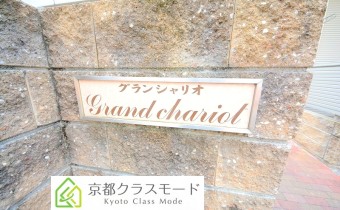 グランシャリオ
Grand chariot
京都クラスモード
Kyoto Class Mode